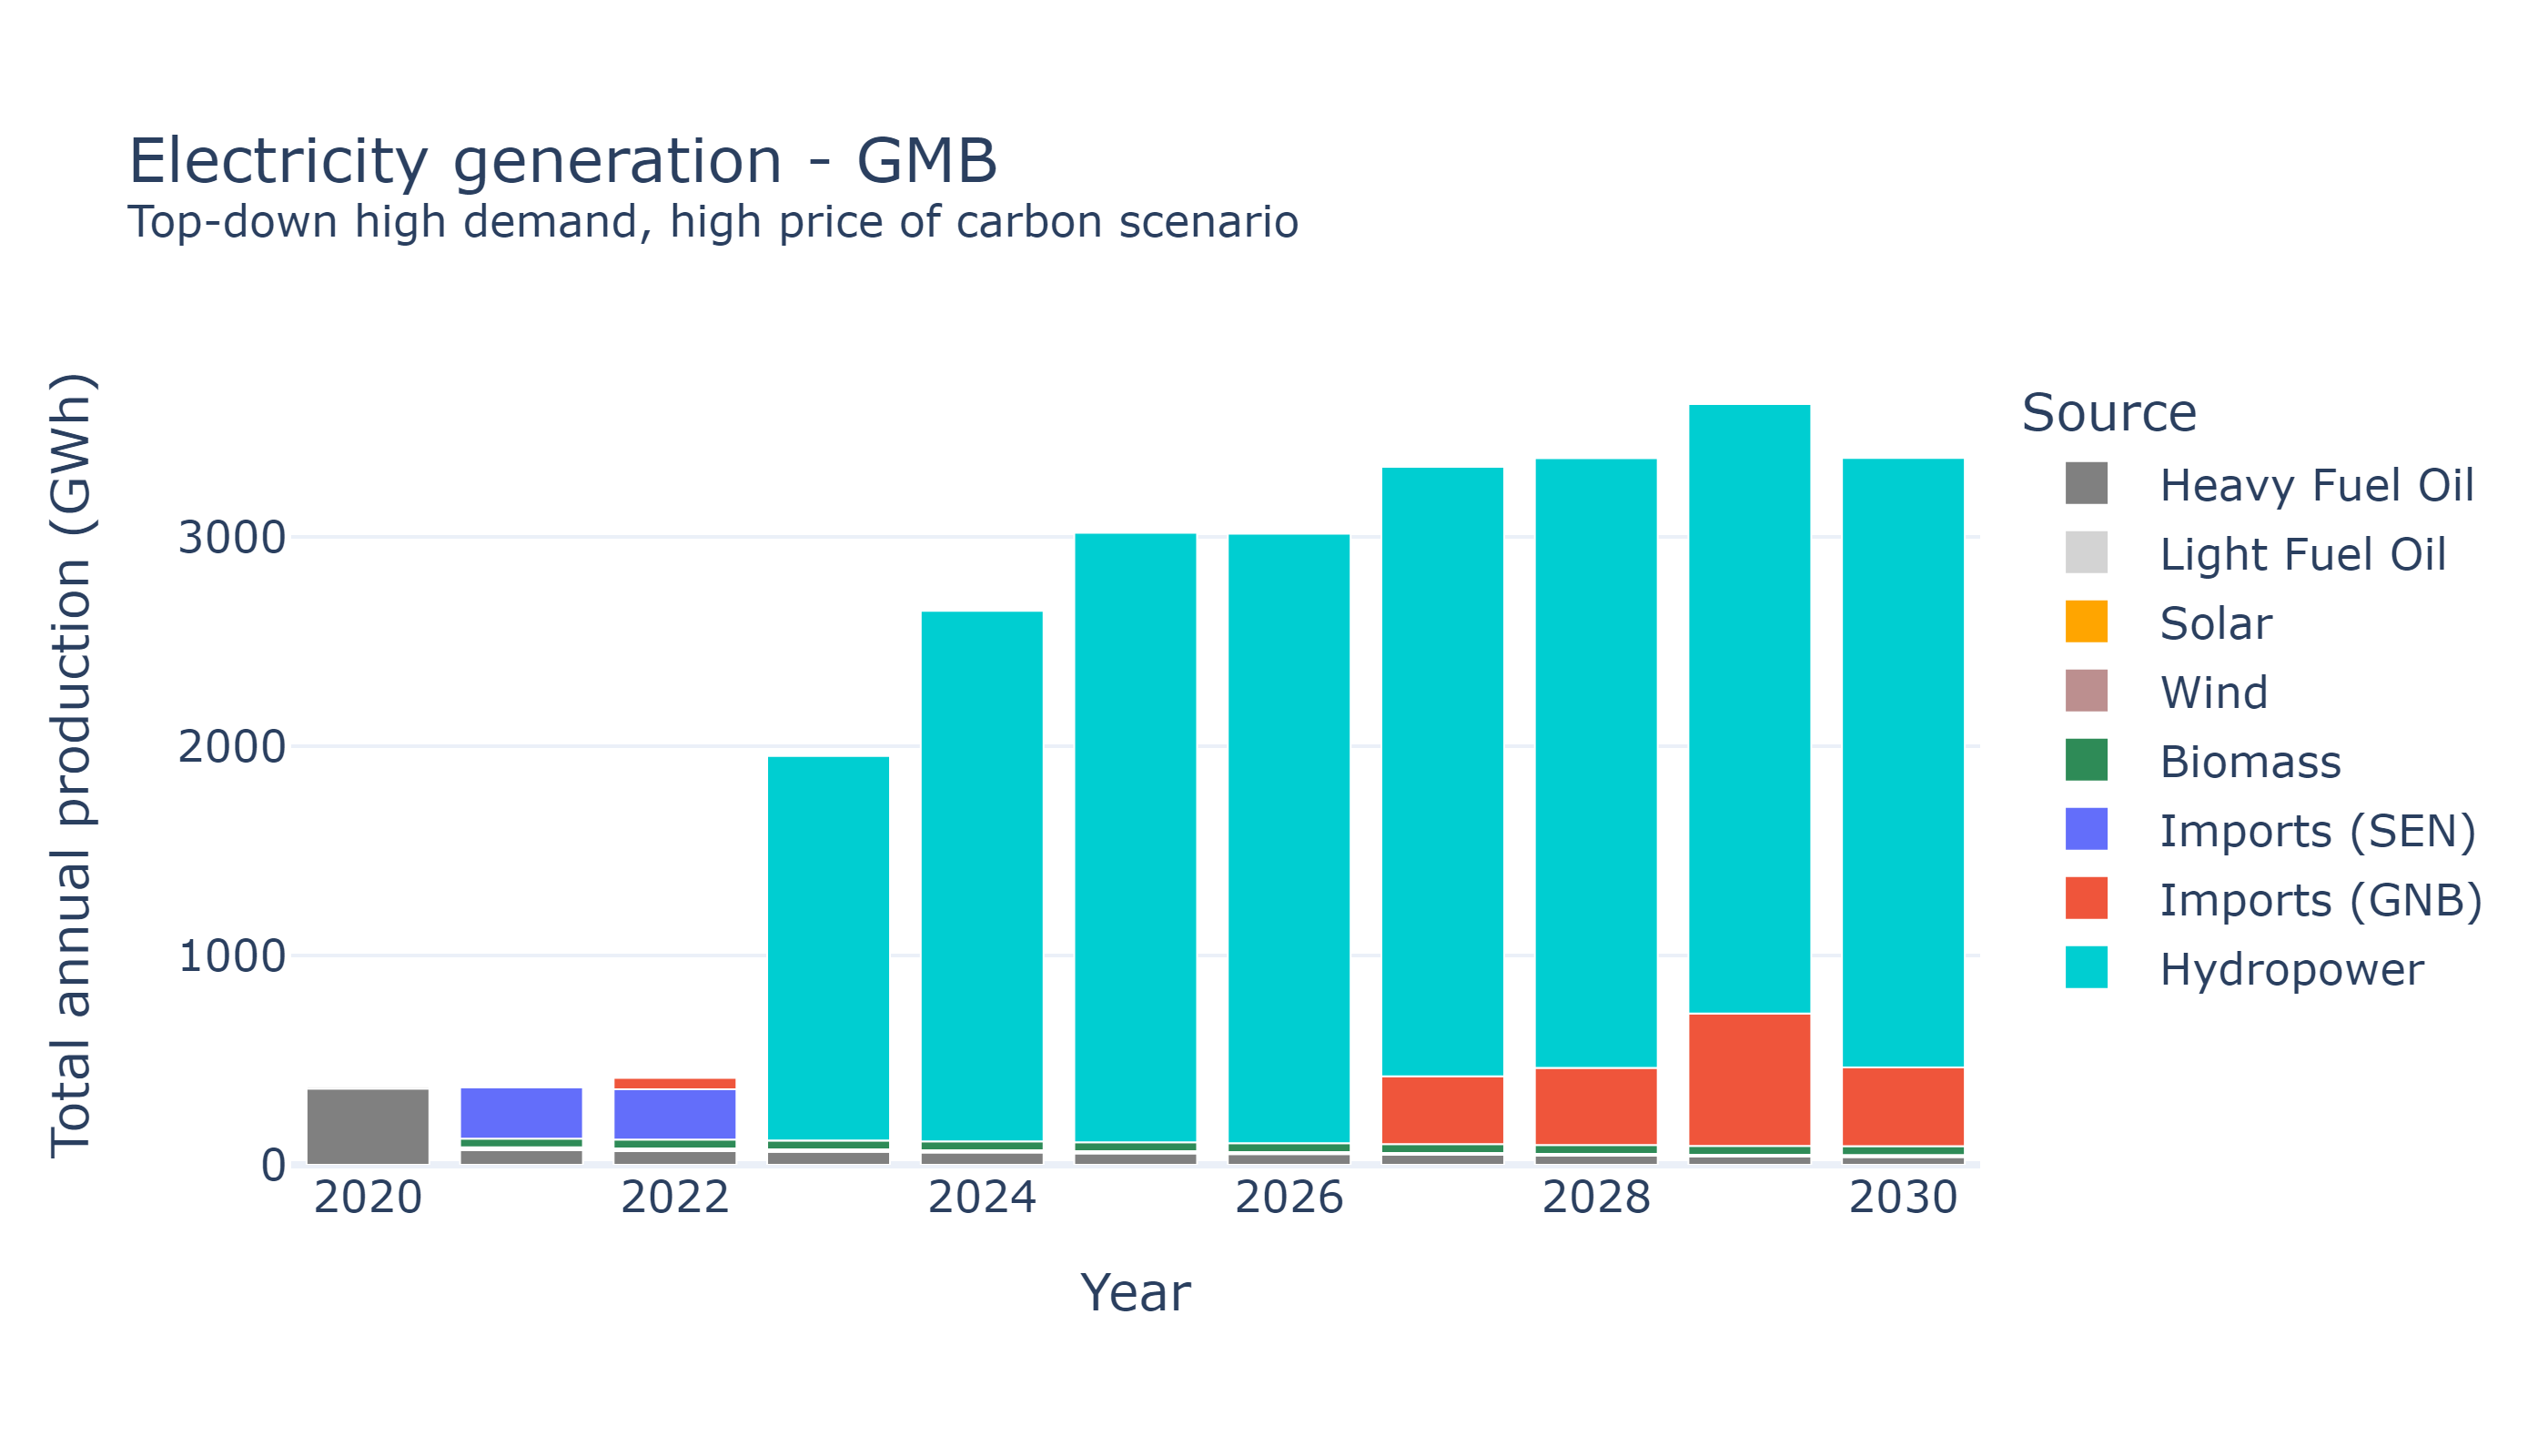 Electricity generation - GMB
Top-down high demand, high price of carbon scenario
Total annual production (GWh)
3000
2000
1000
0
2020
2022
2024
2026
2028
2030
Year
Source
Heavy Fuel Oil
Light Fuel Oil
Solar
Wind
Biomass
Imports (SEN)
Imports (GNB)
Hydropower